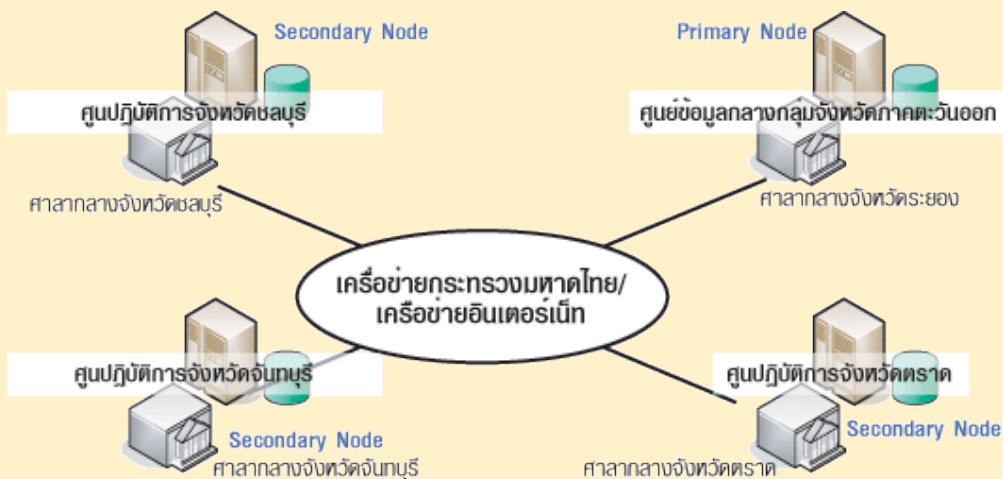 Secondary Node
Primary Node
ศูนปฏิบัติการจังหวัดชลบุรี
ศูนย์ข้อมูลกลางกลุ่มจังหวัดภาคตะวันออก
ศาลากลางจังหวัดชลบุรี
ศาลากลางจังหวัดระยอง
เครือข่ายกระทรวงมหาดไทย/
เครือข่ายอินเตอร์เน็ท
ศูนปฏิบัติการจังหวัดจันทบุรี
ศูนปฏิบัติการจังหวัดตราด
Secondary Node
Secondary Node
ศาลากลางจังหวัดจันทบุรี
ศาลากลางจังหวัดตราด